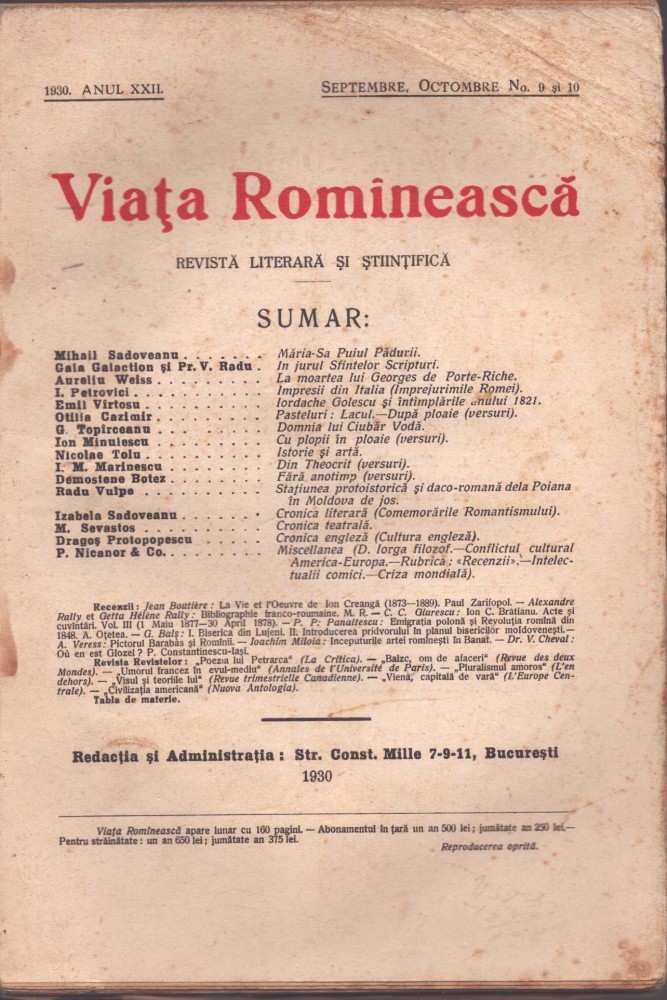 1930. ANUL XXII.
SEPTEMBRE, OCTOMBRE No. 9 și 10
Viaţa Romînească
REVISTĂ LITERARĂ ȘI ȘTIINȚIFICĂ
SUMAR:
Mihail Sadoveanu . . . . . . . Măria-Sa Puiul Pădurii.
Gala Galaction și Pr. V. Radu . In jurul Sfintelor Scripturi.
Aureliu Weiss . . . . . . . . . La moartea lui Georges de Porte-Riche.
I. Petrovici . . . . . . . . . Impresii din Italia (Imprejurimile Romei).
Emil Vîrtosu . . . . . . . . . Iordache Golescu și întîmplările anului 1821.
Otilia Cazimir . . . . . . . . Pasteluri : Lacul.—După ploaie (versuri).
G. Topîrceanu . . . . . . . . Domnia lui Ciubăr Vodă.
Ion Minulescu . . . . . . . . Cu plopii în ploaie (versuri).
Nicolae Tolu . . . . . . . . . Istorie și artă.
I. M. Marinescu . . . . . . . Din Theocrit (versuri).
Demostene Botez . . . . . . . Fără anotimp (versuri).
Radu Vulpe . . . . . . . . . Stațiunea protoistorică și daco-romană dela Poiana
în Moldova de jos.
Izabela Sadoveanu . . . . . . Cronica literară (Comemorările Romantismului).
M. Sevastos . . . . . . . . . Cronica teatrală.
Dragoș Protopopescu . . . . . Cronica engleză (Cultura engleză).
P. Nicanor & Co. . . . . . . . Miscellanea (D. Iorga filozof.—Conflictul cultural
America-Europa.—Rubrica : «Recenzii».—Intelec-
tualii comici.—Criza mondială).
Recenzii : Jean Boutière : La Vie et l'Oeuvre de Ion Creangă (1873—1889). Paul Zarifopol. — Alexandre
Rally et Getta Hélène Rally : Bibliographie franco-roumaine. M. R. — C. C. Giurescu : Ion C. Brătianu. Acte și
cuvîntări. Vol. III (1 Maiu 1877—30 April 1878). — P. P. Panaitescu : Emigrația polonă și Revoluția romînă din
1848. A. Oțetea. — G. Balș : I. Biserica din Lujeni. II. Introducerea pridvorului în planul bisericilor moldovenești.—
A. Veress : Pictorul Barabàs și Romînii. — Ioachim Miloia : Inceputurile artei romînești în Banat. — Dr. V. Cheval :
Où en est Glozel ? P. Constantinescu-Iași.
Revista Revistelor : „Poezia lui Petrarca" (La Critica). — „Balzc, om de afaceri" (Revue des deux
Mondes). — „Umorul francez în evul-mediu" (Annales de l'Université de Paris). — „Pluralismul amoros" (L'en
dehors). — „Visul și teoriile lui" (Revue trimestrielle Canadienne). — „Viena, capitală de vară" (L'Europe Cen-
trale). — „Civilizația americană" (Nuova Antologia).
Tabla de materie.
Redacția și Administrația : Str. Const. Mille 7-9-11, București
1930
Viața Romînească apare lunar cu 160 pagini. — Abonamentul în țară un an 500 lei ; jumătate an 250 lei.—
Pentru străinătate : un an 650 lei ; jumătate an 375 lei.
Reproducerea oprită.